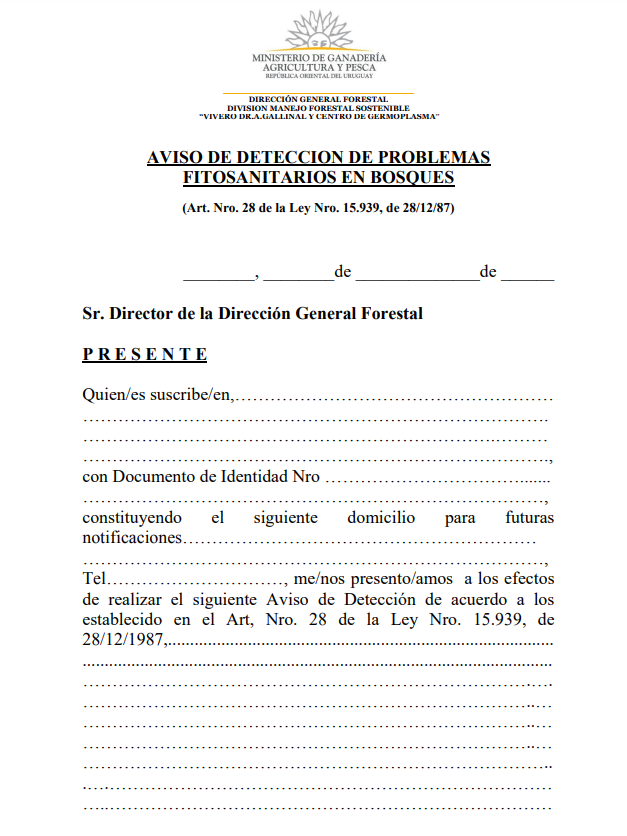 MINISTERIO DE GANADERÍA
AGRICULTURA Y PESCA
REPÚBLICA ORIENTAL DEL URUGUAY
DIRECCIÓN GENERAL FORESTAL
DIVISION MANEJO FORESTAL SOSTENIBLE
"VIVERO DR.A.GALLINAL Y CENTRO DE GERMOPLASMA"
AVISO DE DETECCION DE PROBLEMAS
FITOSANITARIOS EN BOSQUES
(Art. Nro. 28 de la Ley Nro. 15.939, de 28/12/87)
________, ________de ______________de ______
Sr. Director de la Dirección General Forestal
P R E S E N T E
Quien/es suscribe/en,………………………………………………
…………………………………………………………………….
…………………………………………………………….………
…………………………………………………………………….,
con Documento de Identidad Nro …………………………….......
……………………………………………………………………,
constituyendo el siguiente domicilio para futuras
notificaciones……………………………………………………
……………………………………………………………………,
Tel…………………………, me/nos presento/amos a los efectos
de realizar el siguiente Aviso de Detección de acuerdo a los
establecido en el Art, Nro. 28 de la Ley Nro. 15.939, de
28/12/1987,.......................................................................................
..........................................................................................................
………………………………………………………………….….
…………………………………………………………………..…
…………………………………………………………………..…
…………………………………………………………………..…
……………………………………………………………………..
….….…………………………………………………………………
…..…………………………………………………………………